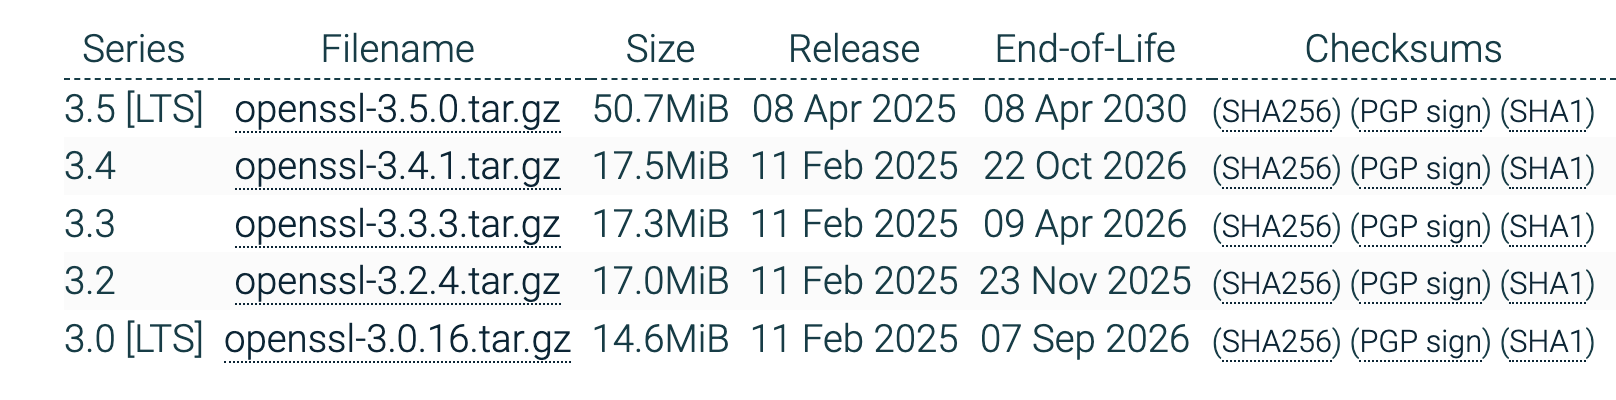 Series Filename Size Release End-of-Life Checksums
3.5 [LTS] openssl-3.5.0.tar.gz 50.7MiB 08 Apr 2025 08 Apr 2030 (SHA256) (PGP sign) (SHA1)
3.4 openssl-3.4.1.tar.gz 17.5MiB 11 Feb 2025 22 Oct 2026 (SHA256) (PGP sign) (SHA1)
3.3 openssl-3.3.3.tar.gz 17.3MiB 11 Feb 2025 09 Apr 2026 (SHA256) (PGP sign) (SHA1)
3.2 openssl-3.2.4.tar.gz 17.0MiB 11 Feb 2025 23 Nov 2025 (SHA256) (PGP sign) (SHA1)
3.0 [LTS] openssl-3.0.16.tar.gz 14.6MiB 11 Feb 2025 07 Sep 2026 (SHA256) (PGP sign) (SHA1)